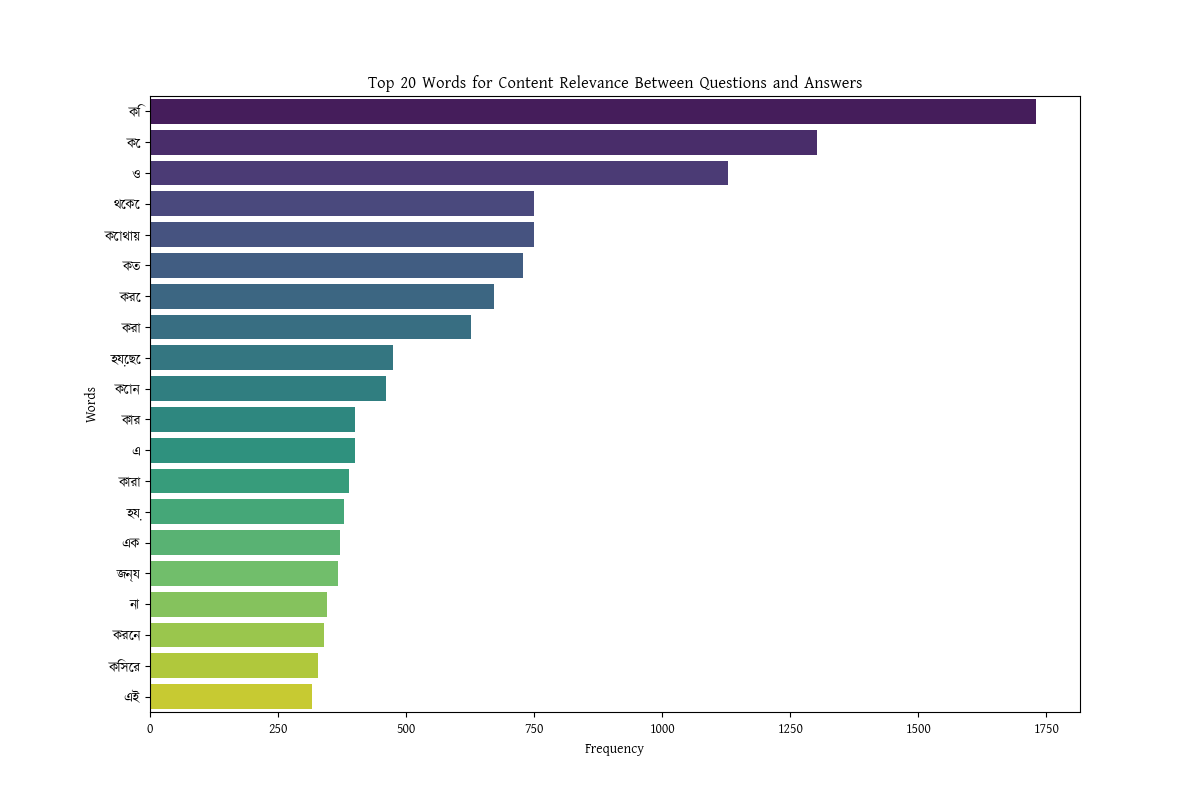 Top 20 Words for Content Relevance Between Questions and Answers
কি
কে
ও
থেকে
কোথায়
কত
করে
করা
হয়েছে
কোন
কার
এ
কারা
হয়
এক
জন্য
না
করেন
কিসের
এই
Words
0 250 500 750 1000 1250 1500 1750
Frequency